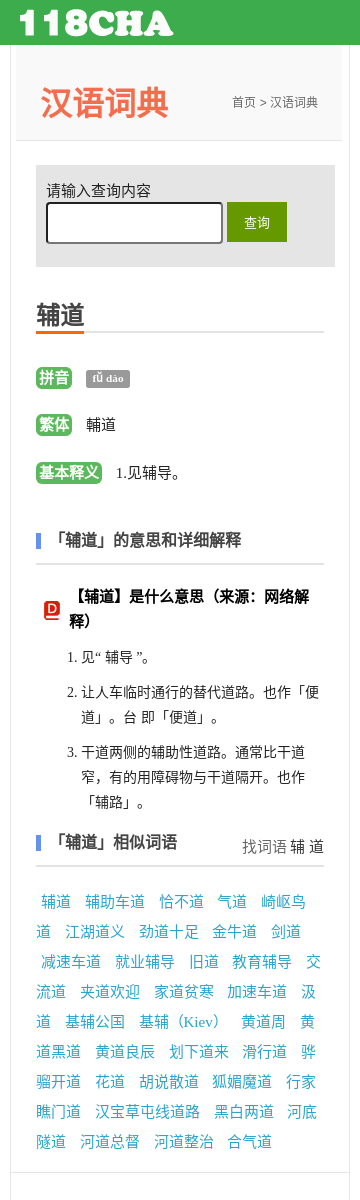 118CHA
汉语词典
首页 > 汉语词典
请输入查询内容
查询
辅道
拼音 fǔ dào
繁体 輔道
基本释义 1.见辅导。
「辅道」的意思和详细解释
【辅道】是什么意思（来源：网络解
释）
1. 见“ 辅导 ”。
2. 让人车临时通行的替代道路。也作「便
道」。台 即「便道」。
3. 干道两侧的辅助性道路。通常比干道
窄，有的用障碍物与干道隔开。也作
「辅路」。
「辅道」相似词语
找词语 辅 道
辅道 辅助车道 恰不道 气道 崎岖鸟
道 江湖道义 劲道十足 金牛道 剑道
减速车道 就业辅导 旧道 教育辅导 交
流道 夹道欢迎 家道贫寒 加速车道 汲
道 基辅公国 基辅（Kiev） 黄道周 黄
道黑道 黄道良辰 划下道来 滑行道 骅
骝开道 花道 胡说散道 狐媚魔道 行家
瞧门道 汉宝草屯线道路 黑白两道 河底
隧道 河道总督 河道整治 合气道